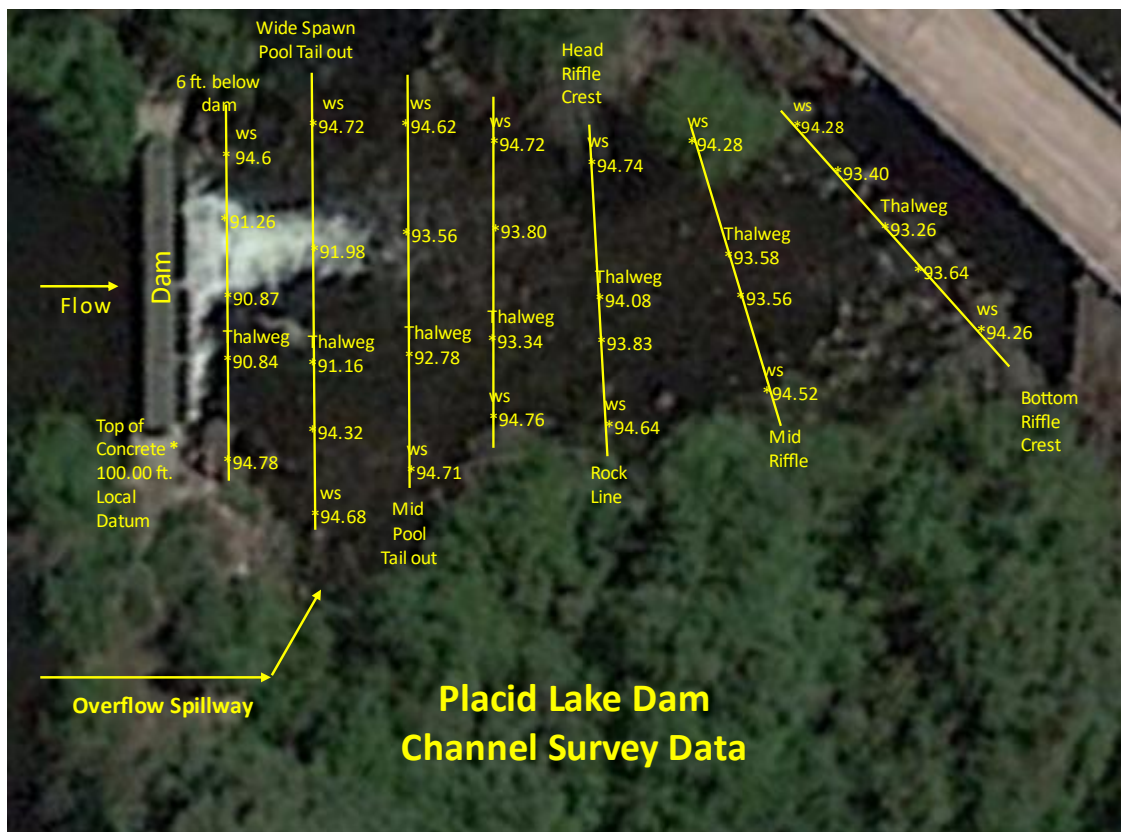 Wide Spawn
Pool Tail out
6 ft. below
dam
ws
*94.6
*91.26
*90.87
Thalweg
*90.84
*94.78
ws
*94.72
*91.98
Thalweg
*91.16
*94.32
ws
*94.68
ws
*94.62
*93.56
*92.78
ws
*94.71
Mid
Pool
Tail out
ws
*94.72
*93.80
Thalweg
*93.34
ws
*94.76
Head
Riffle
Crest
ws
*94.74
Thalweg
*94.08
*93.83
ws
*94.64
Rock
Line
ws
*94.28
Thalweg
*93.58
*93.56
ws
*94.52
Mid
Riffle
ws
*94.28
*93.40
Thalweg
*93.26
*93.64
ws
*94.26
Bottom
Riffle
Crest
Dam
Flow
Top of
Concrete *
100.00 ft.
Local
Datum
Overflow Spillway
Placid Lake Dam
Channel Survey Data